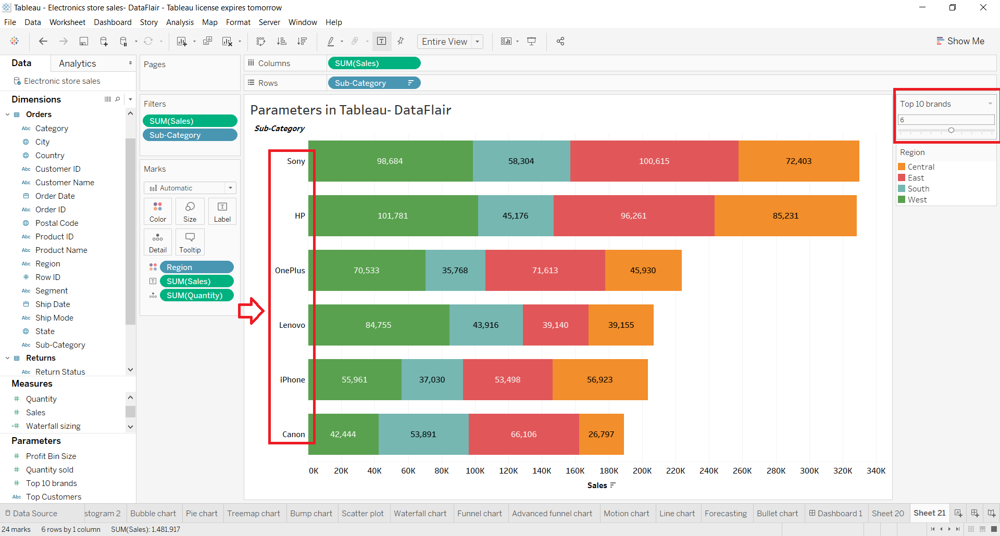 Tableau - Electronics store sales- DataFlair - Tableau license expires tomorrow
File Data Worksheet Dashboard Story Analysis Map Format Server Window Help
Entire View
Show Me
Data Analytics
Electronic store sales
Dimensions
Orders
Abc Category
City
Country
Abc Customer ID
Abc Customer Name
Order Date
Abc Order ID
Postal Code
Abc Product ID
Abc Product Name
Abc Region
# Row ID
Abc Segment
Ship Date
Abc Ship Mode
State
Abc Sub-Category
Returns
Abc Return Status
Measures
# Quantity
# Sales
=# Waterfall sizing
Parameters
# Profit Bin Size
# Quantity sold
# Top 10 brands
Abc Top Customers
Pages
Filters
SUM(Sales)
Sub-Category
Marks
Automatic
Color Size Label
Detail Tooltip
Region
SUM(Sales)
SUM(Quantity)
Columns SUM(Sales)
Rows Sub-Category
Parameters in Tableau- DataFlair
Sub-Category
Sony 98,684 58,304 100,615 72,403
HP 101,781 45,176 96,261 85,231
OnePlus 70,533 35,768 71,613 45,930
Lenovo 84,755 43,916 39,140 39,155
iPhone 55,961 37,030 53,498 56,923
Canon 42,444 53,891 66,106 26,797
0K 20K 40K 60K 80K 100K 120K 140K 160K 180K 200K 220K 240K 260K 280K 300K 320K 340K
Sales
Top 10 brands
6
Region
Central
East
South
West
Data Source stogram 2 Bubble chart Pie chart Treemap chart Bump chart Scatter plot Waterfall chart Funnel chart Advanced funnel chart Motion chart Line chart Forecasting Bullet chart Dashboard 1 Sheet 20 Sheet 21
24 marks 6 rows by 1 column SUM(Sales): 1,481,917